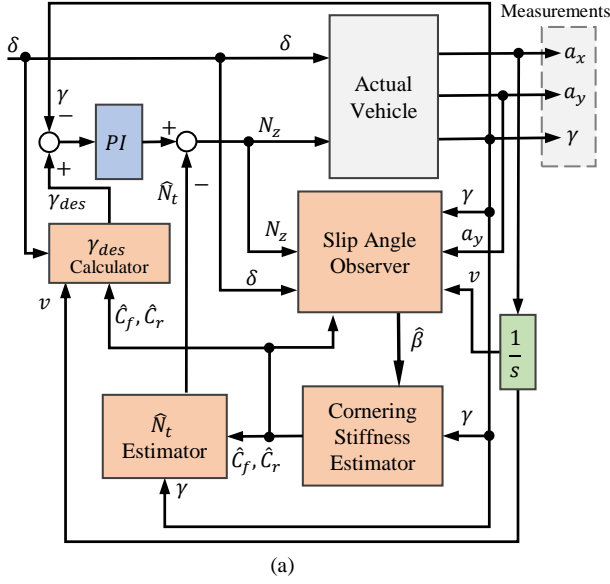 Measurements
δ
δ
a_x
γ
Actual
Vehicle
a_y
−
+
N_z
γ
PI
+
−
N̂_t
γ
γ_des
N_z
Slip Angle
Observer
a_y
γ_des
Calculator
δ
v
v
Ĉ_f, Ĉ_r
1
s
β̂
N̂_t
Estimator
Cornering
Stiffness
Estimator
γ
Ĉ_f, Ĉ_r
γ
(a)